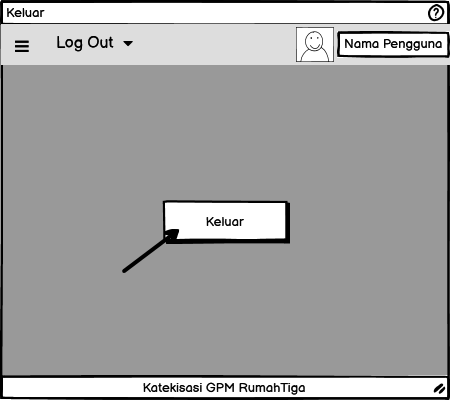 Keluar
?
Log Out
Nama Pengguna
Keluar
Katekisasi GPM RumahTiga